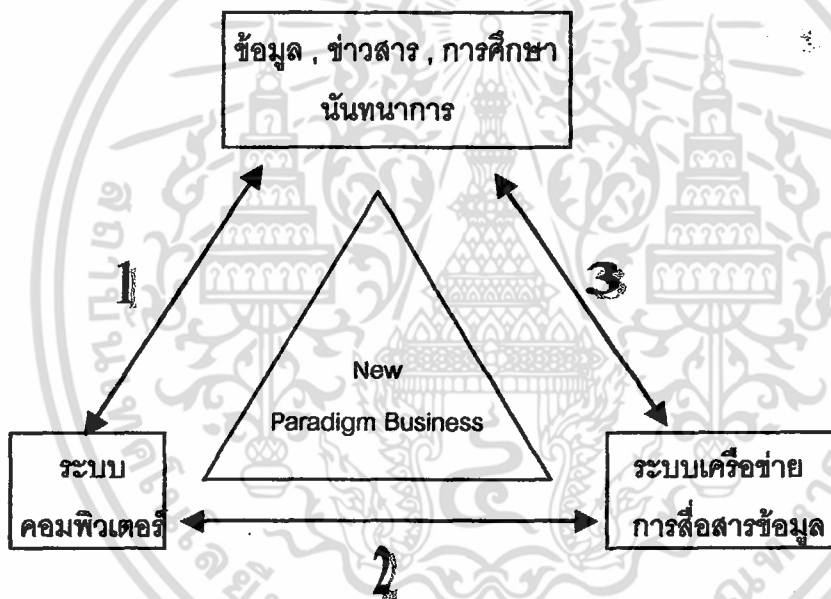 ข้อมูล , ข่าวสาร , การศึกษา
นันทนาการ
1
3
New
Paradigm Business
ระบบ
คอมพิวเตอร์
ระบบเครือข่าย
การสื่อสารข้อมูล
2